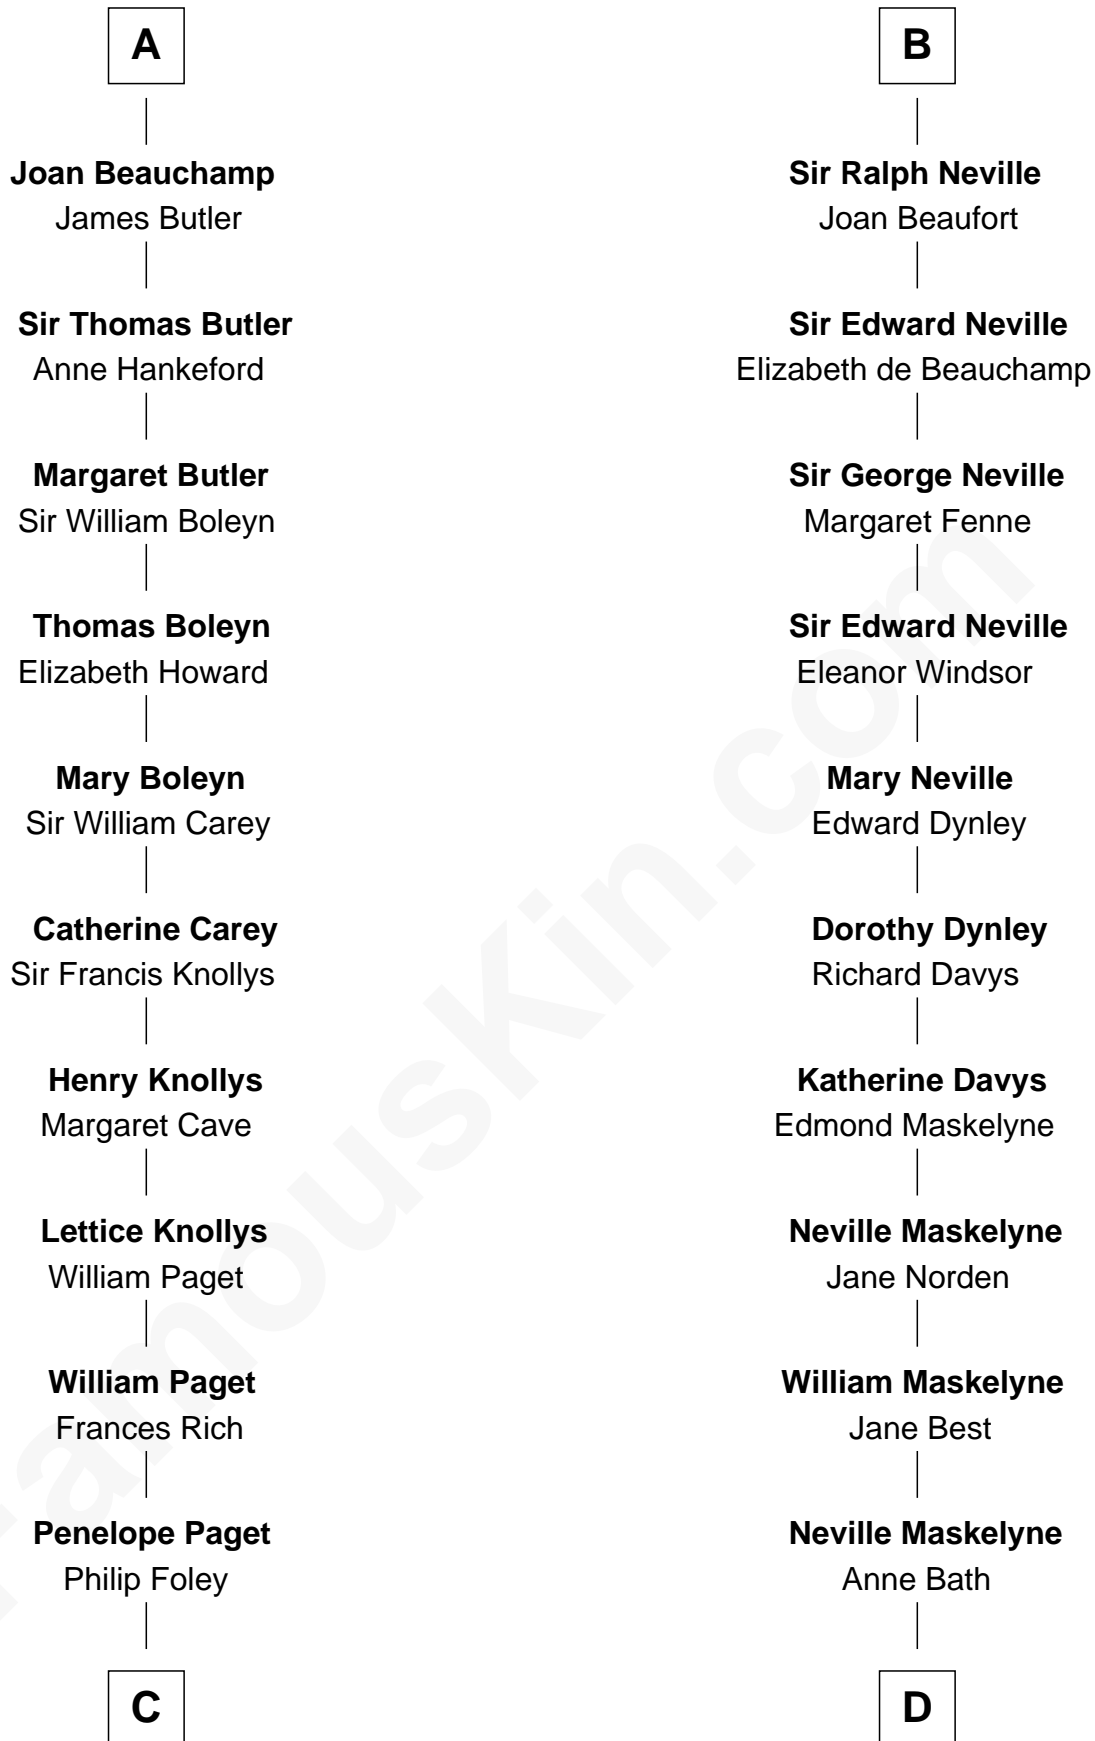 A
Joan Beauchamp
James Butler
Sir Thomas Butler
Anne Hankeford
Margaret Butler
Sir William Boleyn
Thomas Boleyn
Elizabeth Howard
Mary Boleyn
Sir William Carey
Catherine Carey
Sir Francis Knollys
Henry Knollys
Margaret Cave
Lettice Knollys
William Paget
William Paget
Frances Rich
Penelope Paget
Philip Foley
C
B
Sir Ralph Neville
Joan Beaufort
Sir Edward Neville
Elizabeth de Beauchamp
Sir George Neville
Margaret Fenne
Sir Edward Neville
Eleanor Windsor
Mary Neville
Edward Dynley
Dorothy Dynley
Richard Davys
Katherine Davys
Edmond Maskelyne
Neville Maskelyne
Jane Norden
William Maskelyne
Jane Best
Neville Maskelyne
Anne Bath
D
FamousKin.com